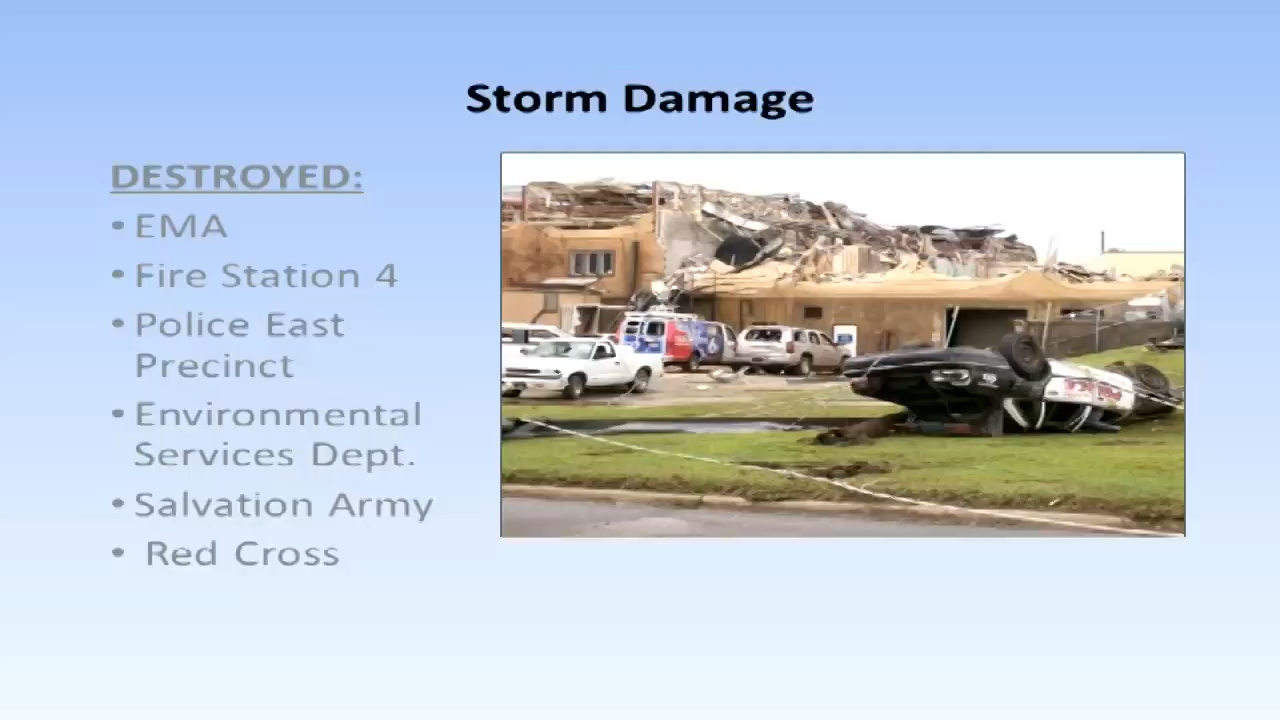 Storm Damage
DESTROYED:
• EMA
• Fire Station 4
• Police East
Precinct
• Environmental
Services Dept.
• Salvation Army
• Red Cross